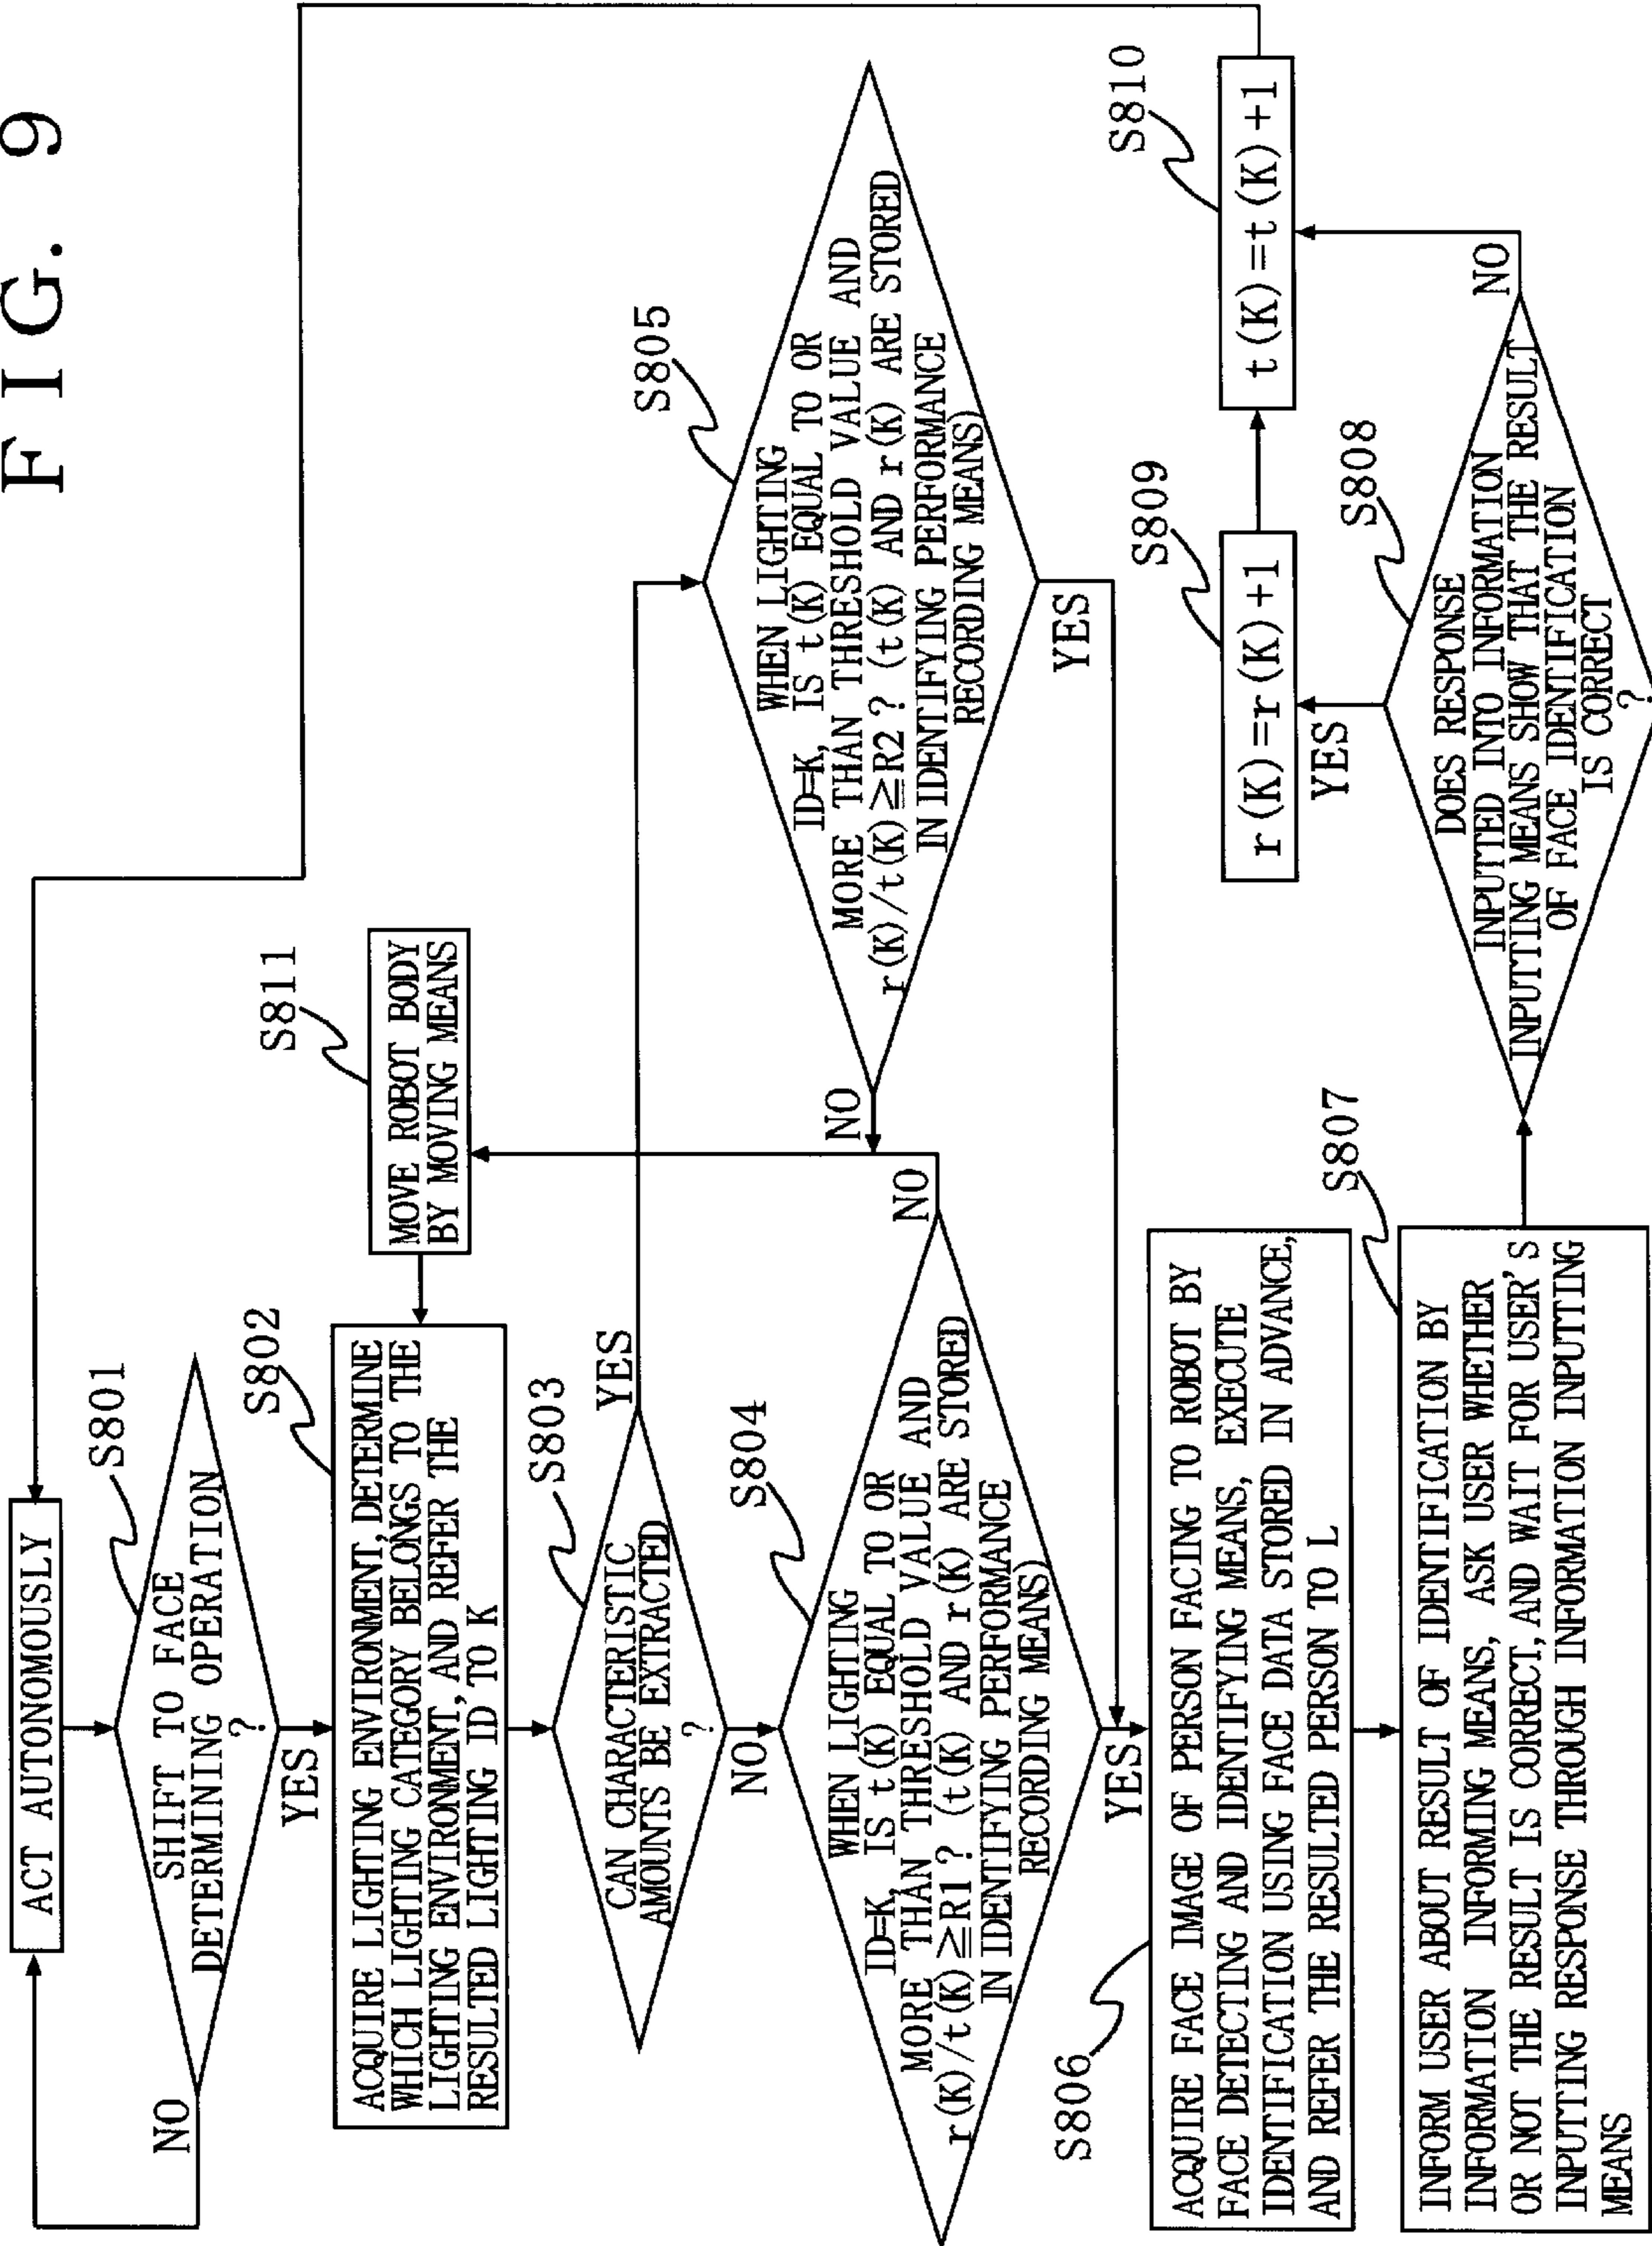 FIG. 9
ACT AUTONOMOUSLY
S801
SHIFT TO FACE
DETERMINING OPERATION
?
NO
YES
S802
ACQUIRE LIGHTING ENVIRONMENT, DETERMINE
WHICH LIGHTING CATEGORY BELONGS TO THE
LIGHTING ENVIRONMENT, AND REFER THE
RESULTED LIGHTING ID TO K
S811
MOVE ROBOT BODY
BY MOVING MEANS
S803
CAN CHARACTERISTIC
AMOUNTS BE EXTRACTED
?
YES
NO
S804
WHEN LIGHTING
ID=K, IS t(K) EQUAL TO OR
MORE THAN THRESHOLD VALUE AND
r(K)/t(K)≧R1? (t(K) AND r(K) ARE STORED
IN IDENTIFYING PERFORMANCE
RECORDING MEANS)
NO
YES
S805
WHEN LIGHTING
ID=K, IS t(K) EQUAL TO OR
MORE THAN THRESHOLD VALUE AND
r(K)/t(K)≧R2? (t(K) AND r(K) ARE STORED
IN IDENTIFYING PERFORMANCE
RECORDING MEANS)
NO
YES
S806
ACQUIRE FACE IMAGE OF PERSON FACING TO ROBOT BY
FACE DETECTING AND IDENTIFYING MEANS, EXECUTE
IDENTIFICATION USING FACE DATA STORED IN ADVANCE,
AND REFER THE RESULTED PERSON TO L
S807
INFORM USER ABOUT RESULT OF IDENTIFICATION BY
INFORMATION INFORMING MEANS, ASK USER WHETHER
OR NOT THE RESULT IS CORRECT, AND WAIT FOR USER'S
INPUTTING RESPONSE THROUGH INFORMATION INPUTING
MEANS
S808
DOES RESPONSE
INPUTED INTO INFORMATION
INPUTTING MEANS SHOW THAT THE RESULT
OF FACE IDENTIFICATION
IS CORRECT
?
YES
NO
S809
r(K)=r(K)+1
S810
t(K)=t(K)+1